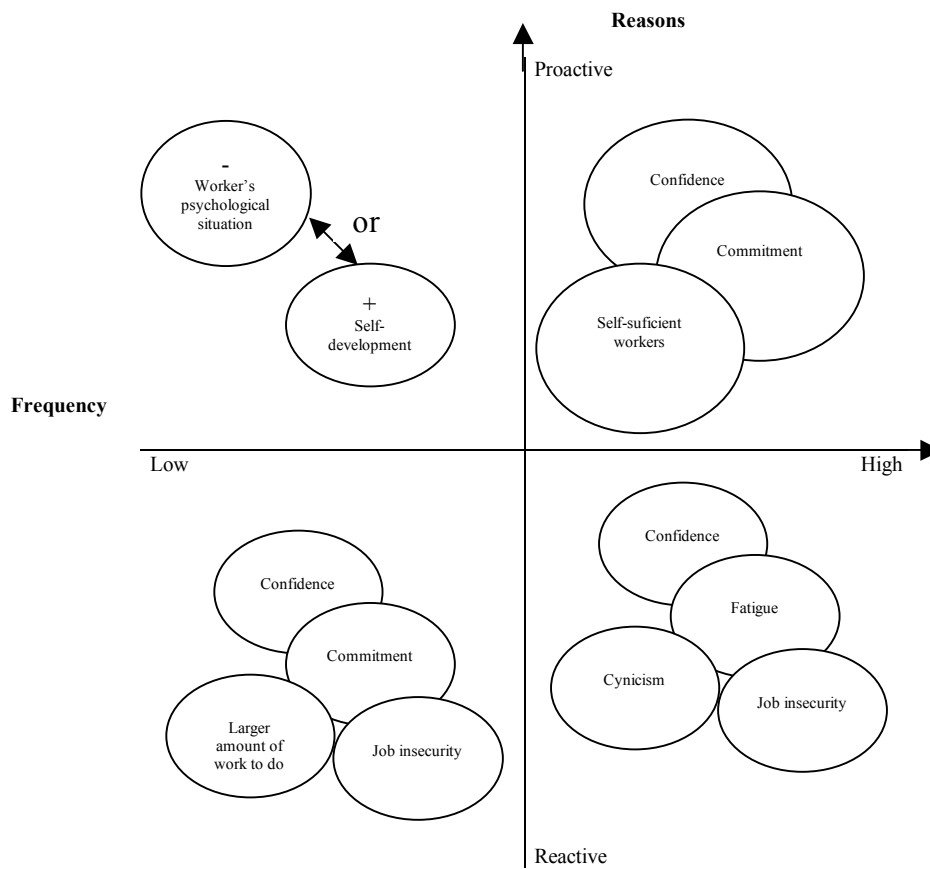 Reasons
Proactive
-
Worker's
psychological
situation
or
+
Self-
development
Confidence
Commitment
Self-suficient
workers
Frequency
Low
High
Confidence
Commitment
Larger
amount of
work to do
Job insecurity
Confidence
Fatigue
Cynicism
Job insecurity
Reactive